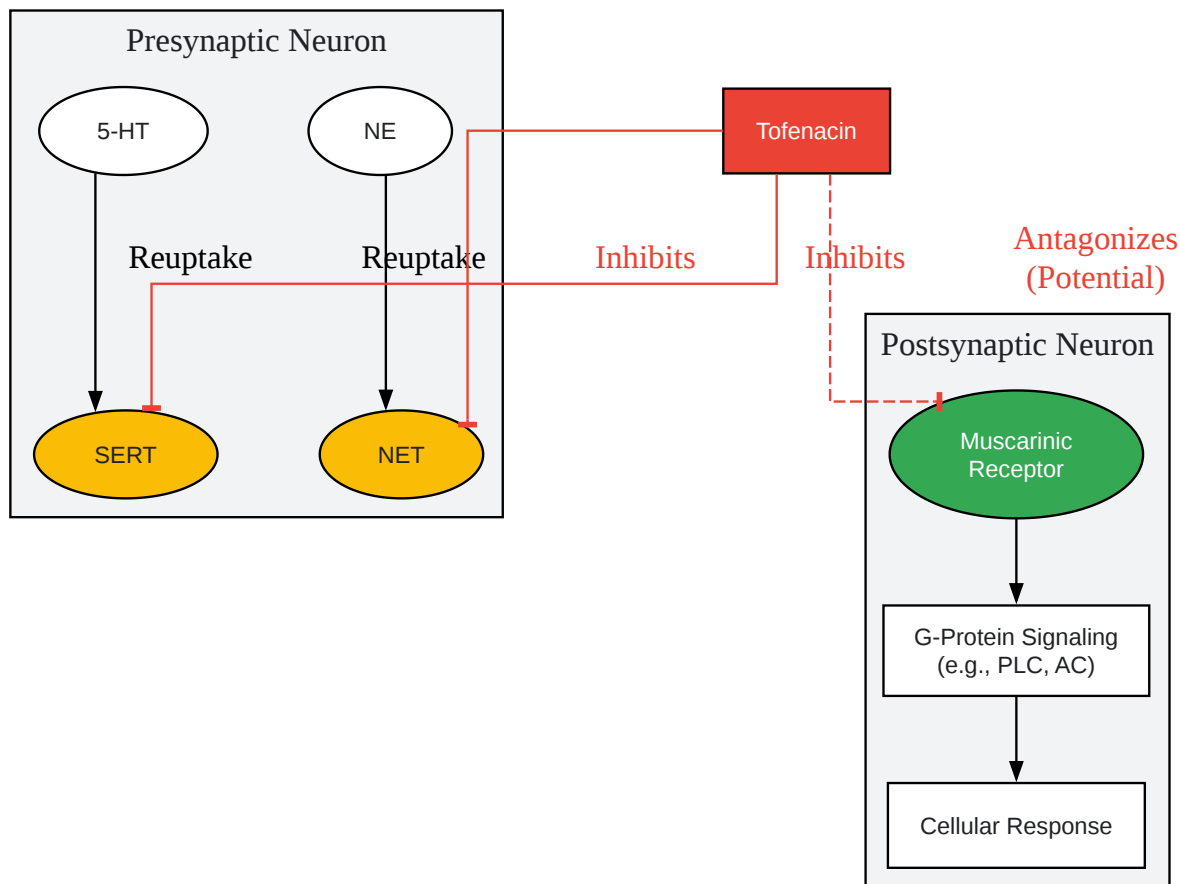 Presynaptic Neuron
5-HT
NE
Tofenacin
Reuptake
Reuptake
Inhibits
Inhibits
Antagonizes
(Potential)
Postsynaptic Neuron
SERT
NET
Muscarinic
Receptor
G-Protein Signaling
(e.g., PLC, AC)
Cellular Response